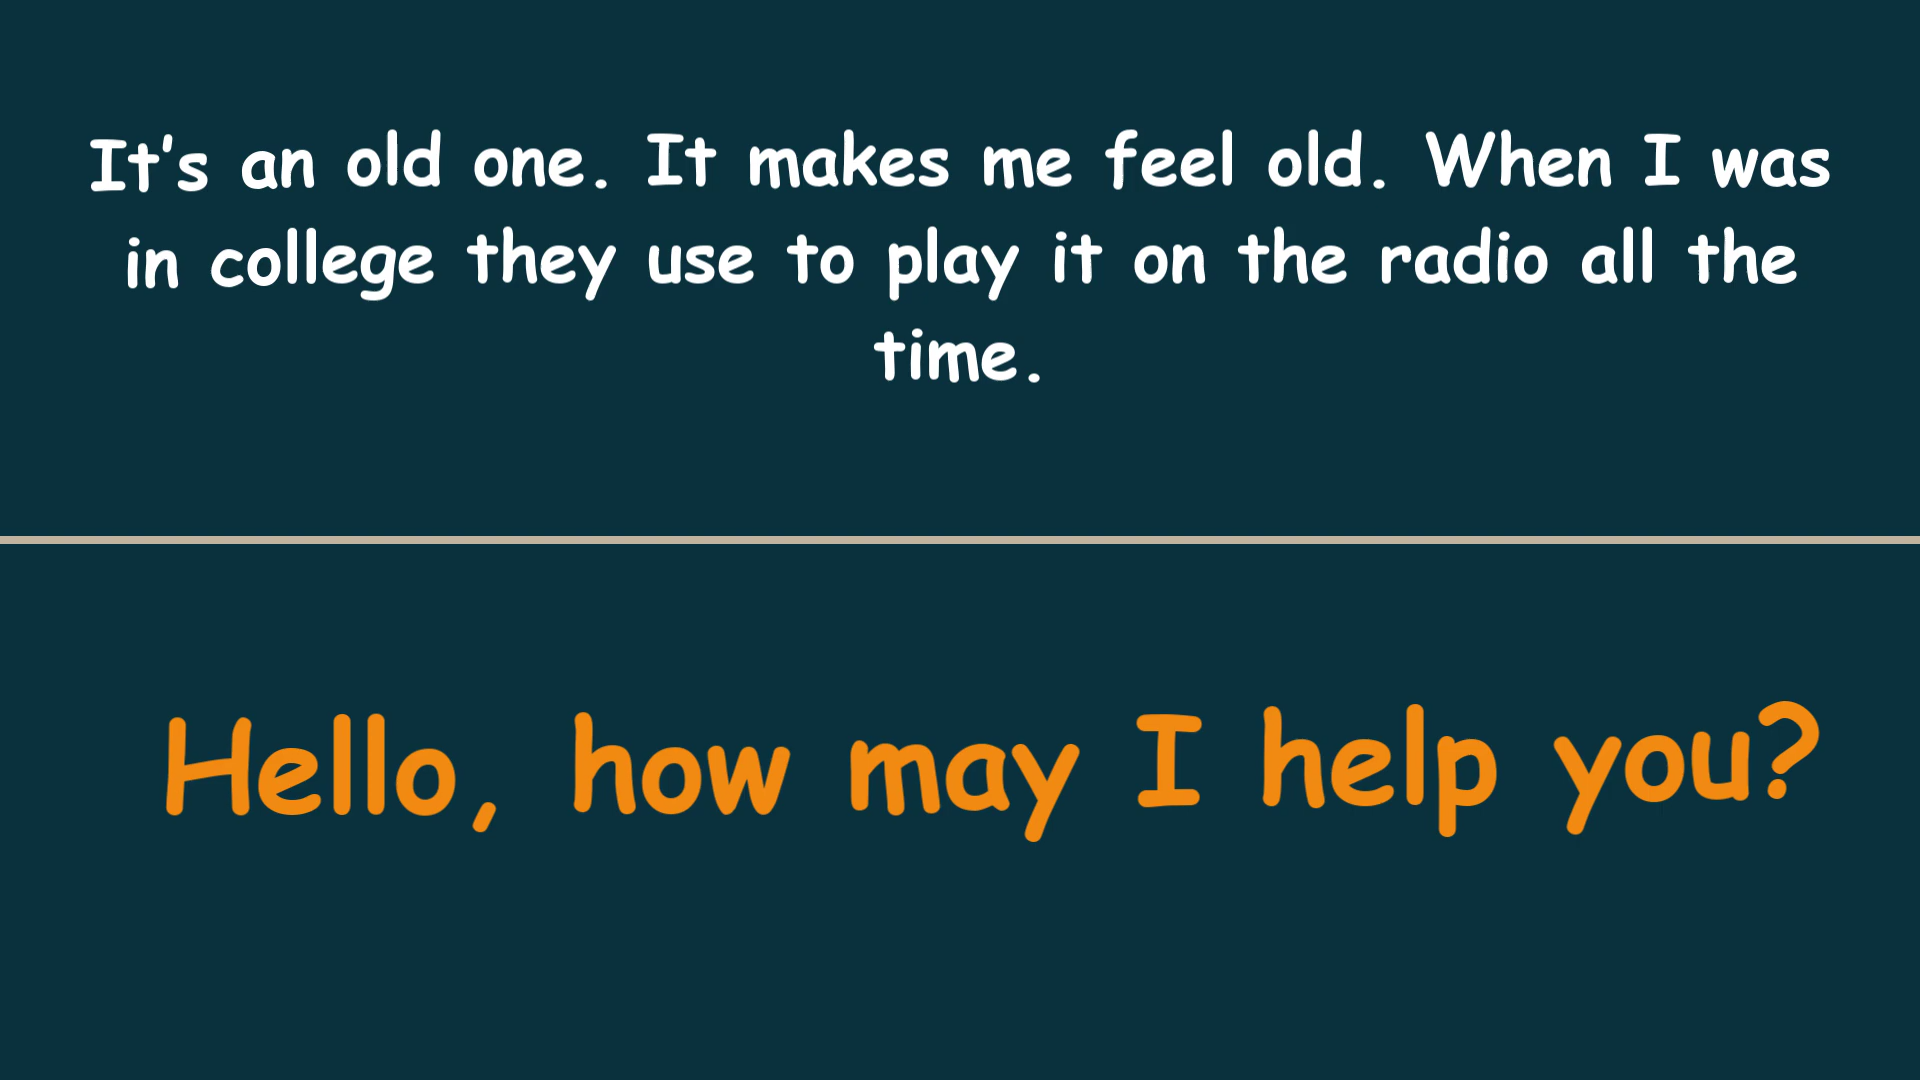 It's an old one. It makes me feel old. When I was
in college they use to play it on the radio all the
time.
Hello, how may I help you?